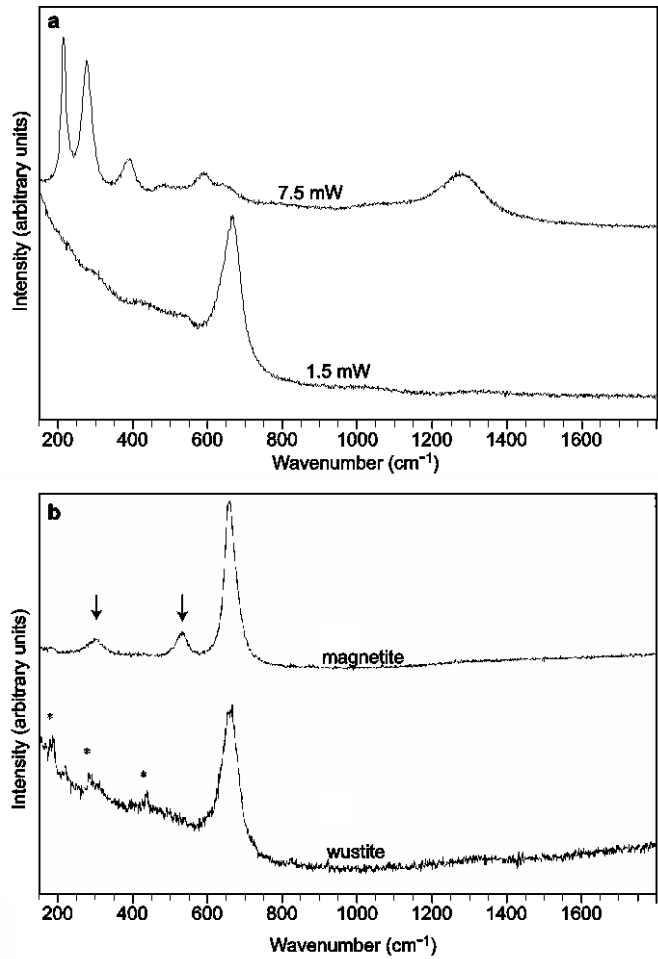 a
Intensity (arbitrary units)
7.5 mW
1.5 mW
200 400 600 800 1000 1200 1400 1600
Wavenumber (cm⁻¹)
b
Intensity (arbitrary units)
magnetite
*
*
*
wustite
200 400 600 800 1000 1200 1400 1600
Wavenumber (cm⁻¹)